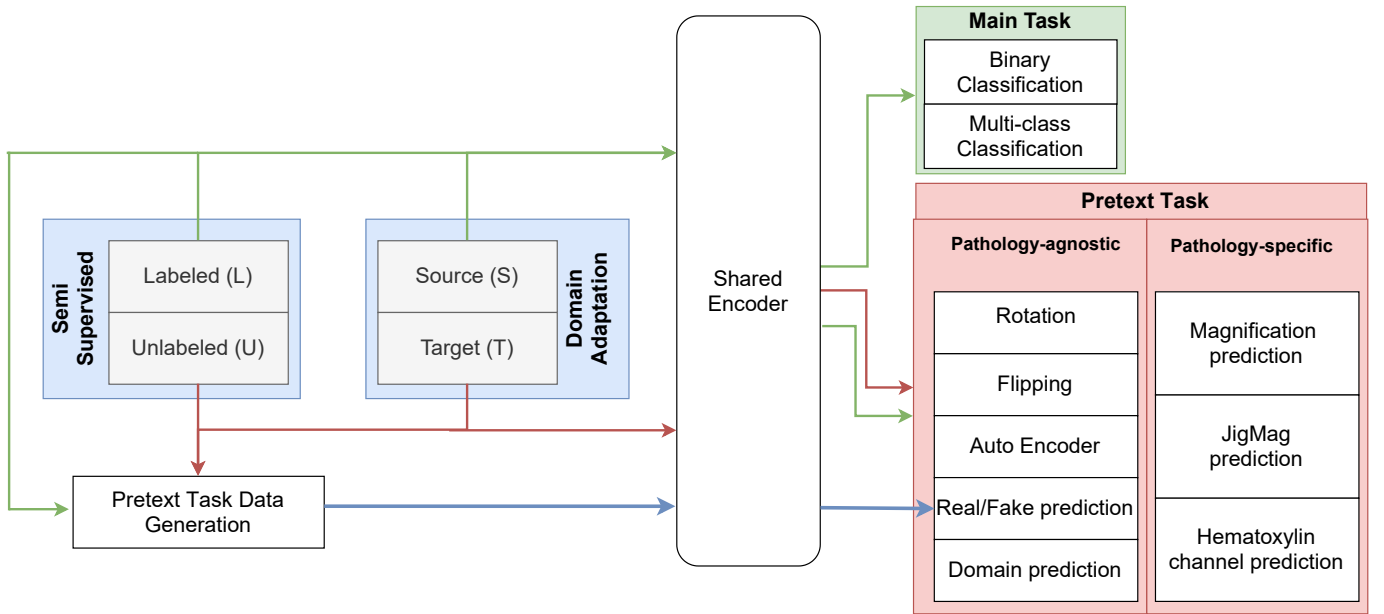 Main Task
Binary
Classification
Multi-class
Classification
Semi
Supervised
Labeled (L)
Unlabeled (U)
Source (S)
Target (T)
Domain
Adaptation
Pretext Task Data
Generation
Shared
Encoder
Pretext Task
Pathology-agnostic
Rotation
Flipping
Auto Encoder
Real/Fake prediction
Domain prediction
Pathology-specific
Magnification
prediction
JigMag
prediction
Hematoxylin
channel prediction